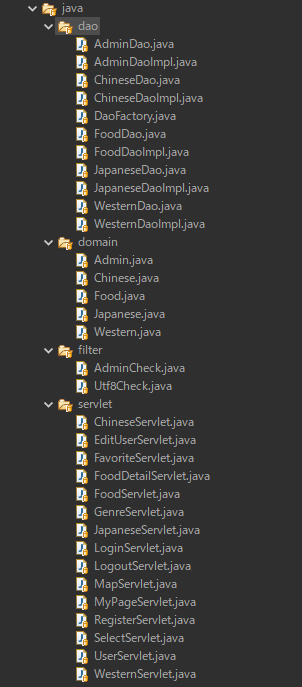 java
dao
AdminDao.java
AdminDaoImpl.java
ChineseDao.java
ChineseDaoImpl.java
DaoFactory.java
FoodDao.java
FoodDaoImpl.java
JapaneseDao.java
JapaneseDaoImpl.java
WesternDao.java
WesternDaoImpl.java
domain
Admin.java
Chinese.java
Food.java
Japanese.java
Western.java
filter
AdminCheck.java
Utf8Check.java
servlet
ChineseServlet.java
EditUserServlet.java
FavoriteServlet.java
FoodDetailServlet.java
FoodServlet.java
GenreServlet.java
JapaneseServlet.java
LoginServlet.java
LogoutServlet.java
MapServlet.java
MyPageServlet.java
RegisterServlet.java
SelectServlet.java
UserServlet.java
WesternServlet.java